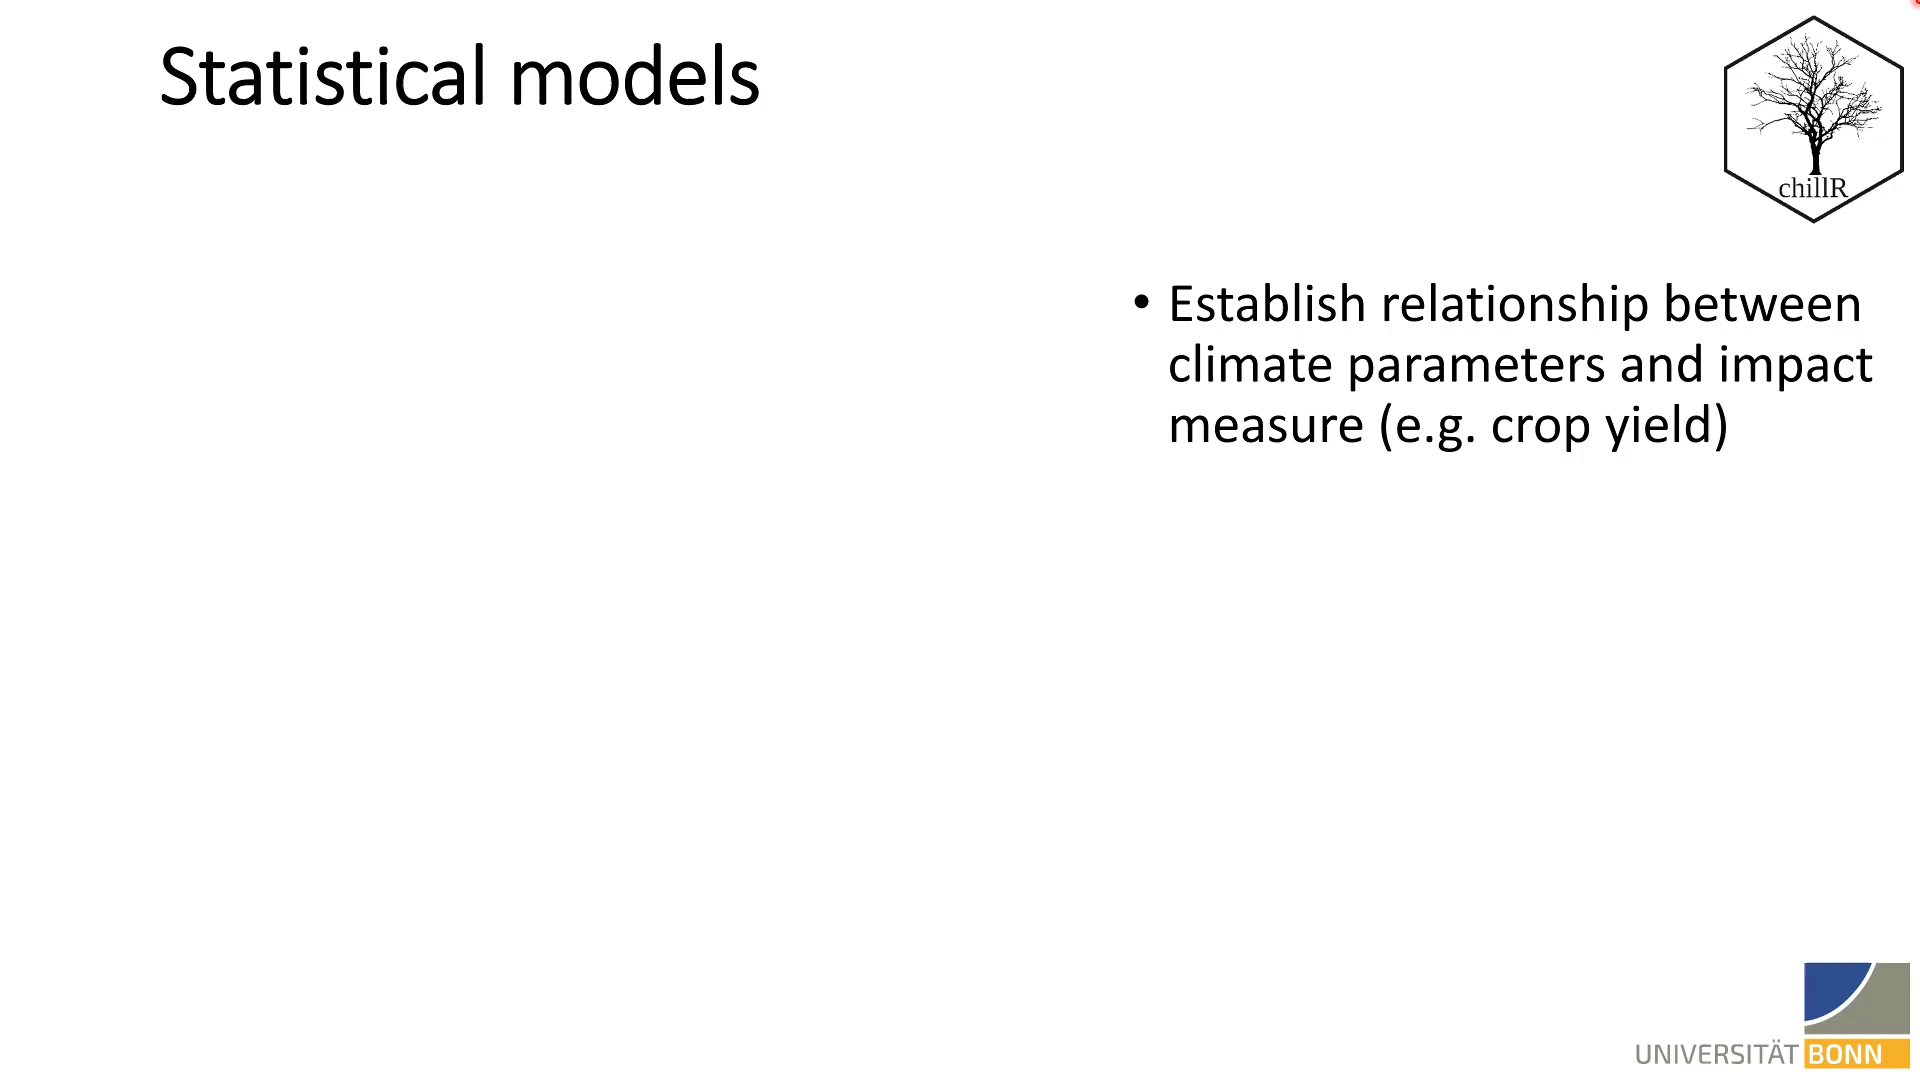 Statistical models
chillR
• Establish relationship between
climate parameters and impact
measure (e.g. crop yield)
UNIVERSITÄT BONN